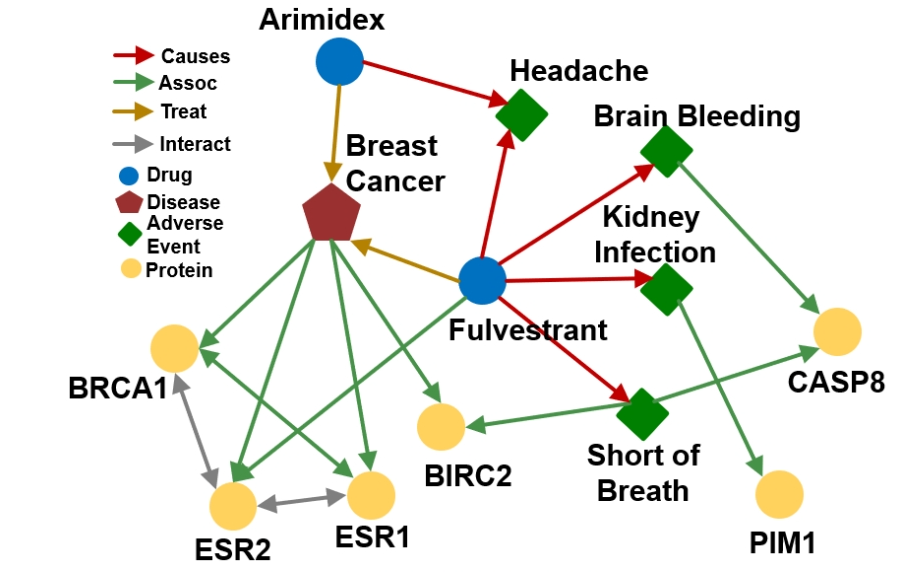 Arimidex
Causes
Assoc
Treat
Interact
Drug
Disease
Adverse
Event
Protein
Headache
Brain Bleeding
Breast
Cancer
Kidney
Infection
Fulvestrant
BRCA1
CASP8
BIRC2
Short of
Breath
ESR2
ESR1
PIM1